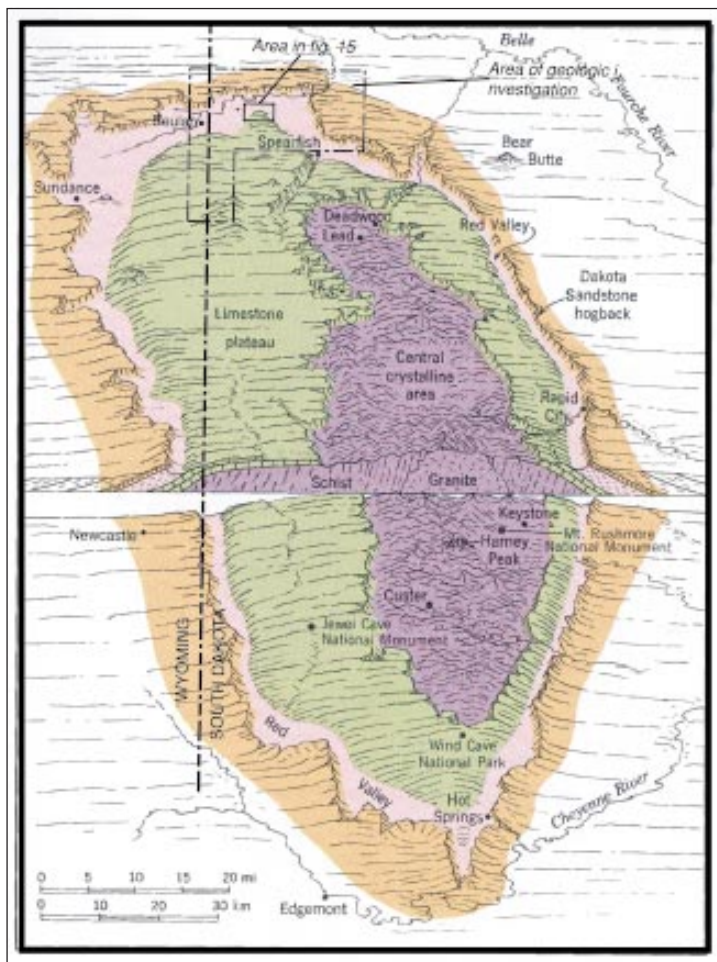 Area in fig. 15
Belle
Fourche River
Area of geologic i
nvestigation
Beulah
Spearfish
Bear
Butte
Sundance
Deadwood
Lead
Red Valley
Dakota
Sandstone
hogback
Limestone
plateau
Central
crystalline
area
Rapid
City
Schist
Granite
Newcastle
Keystone
Mt. Rushmore
National Monument
Harney
Peak
Custer
Jewel Cave
National Monument
WYOMING
SOUTH DAKOTA
Red
Valley
Wind Cave
National Park
Hot
Springs
Cheyenne River
0 5 10 15 20 mi
0 10 20 30 km
Edgemont